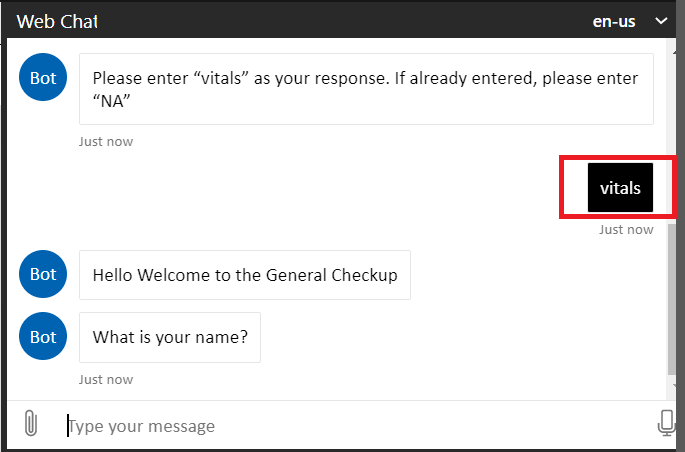 Web Chat
en-us
Bot
Please enter “vitals” as your response. If already entered, please enter
“NA”
Just now
vitals
Just now
Bot
Hello Welcome to the General Checkup
Bot
What is your name?
Just now
Type your message